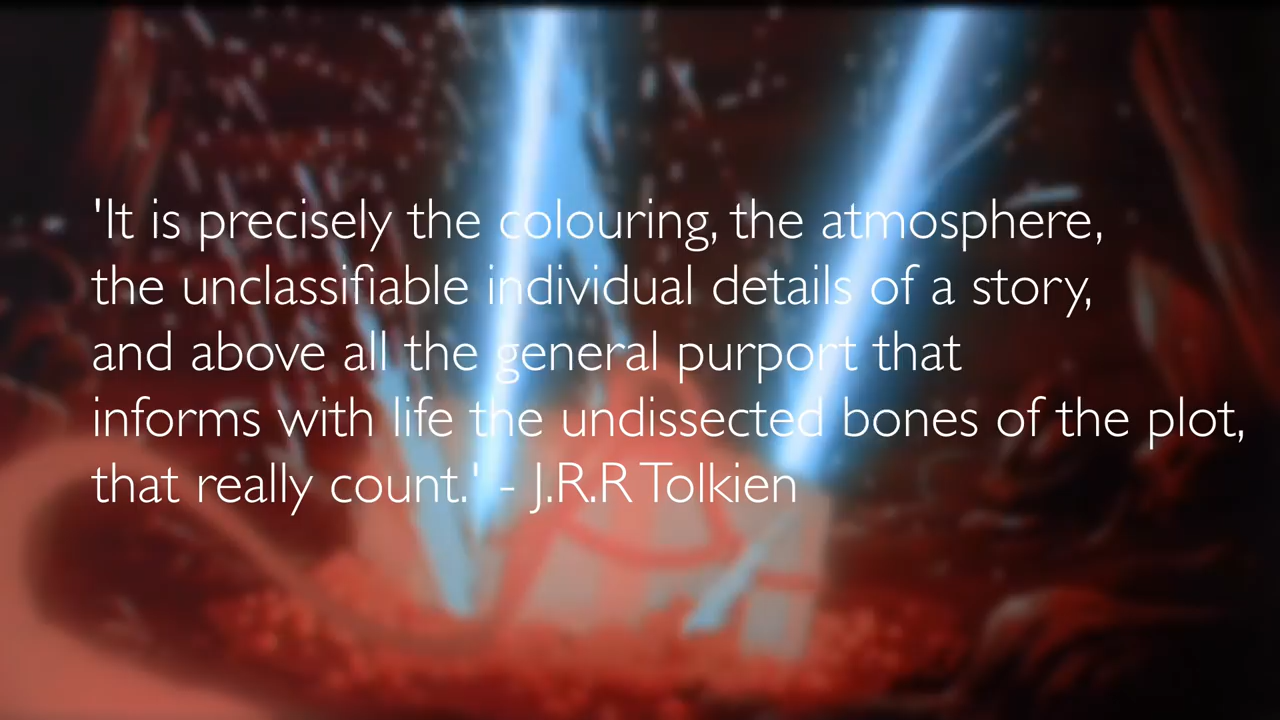 'It is precisely the colouring, the atmosphere,
the unclassifiable individual details of a story,
and above all the general purport that
informs with life the undissected bones of the plot,
that really count.' - J.R.R Tolkien